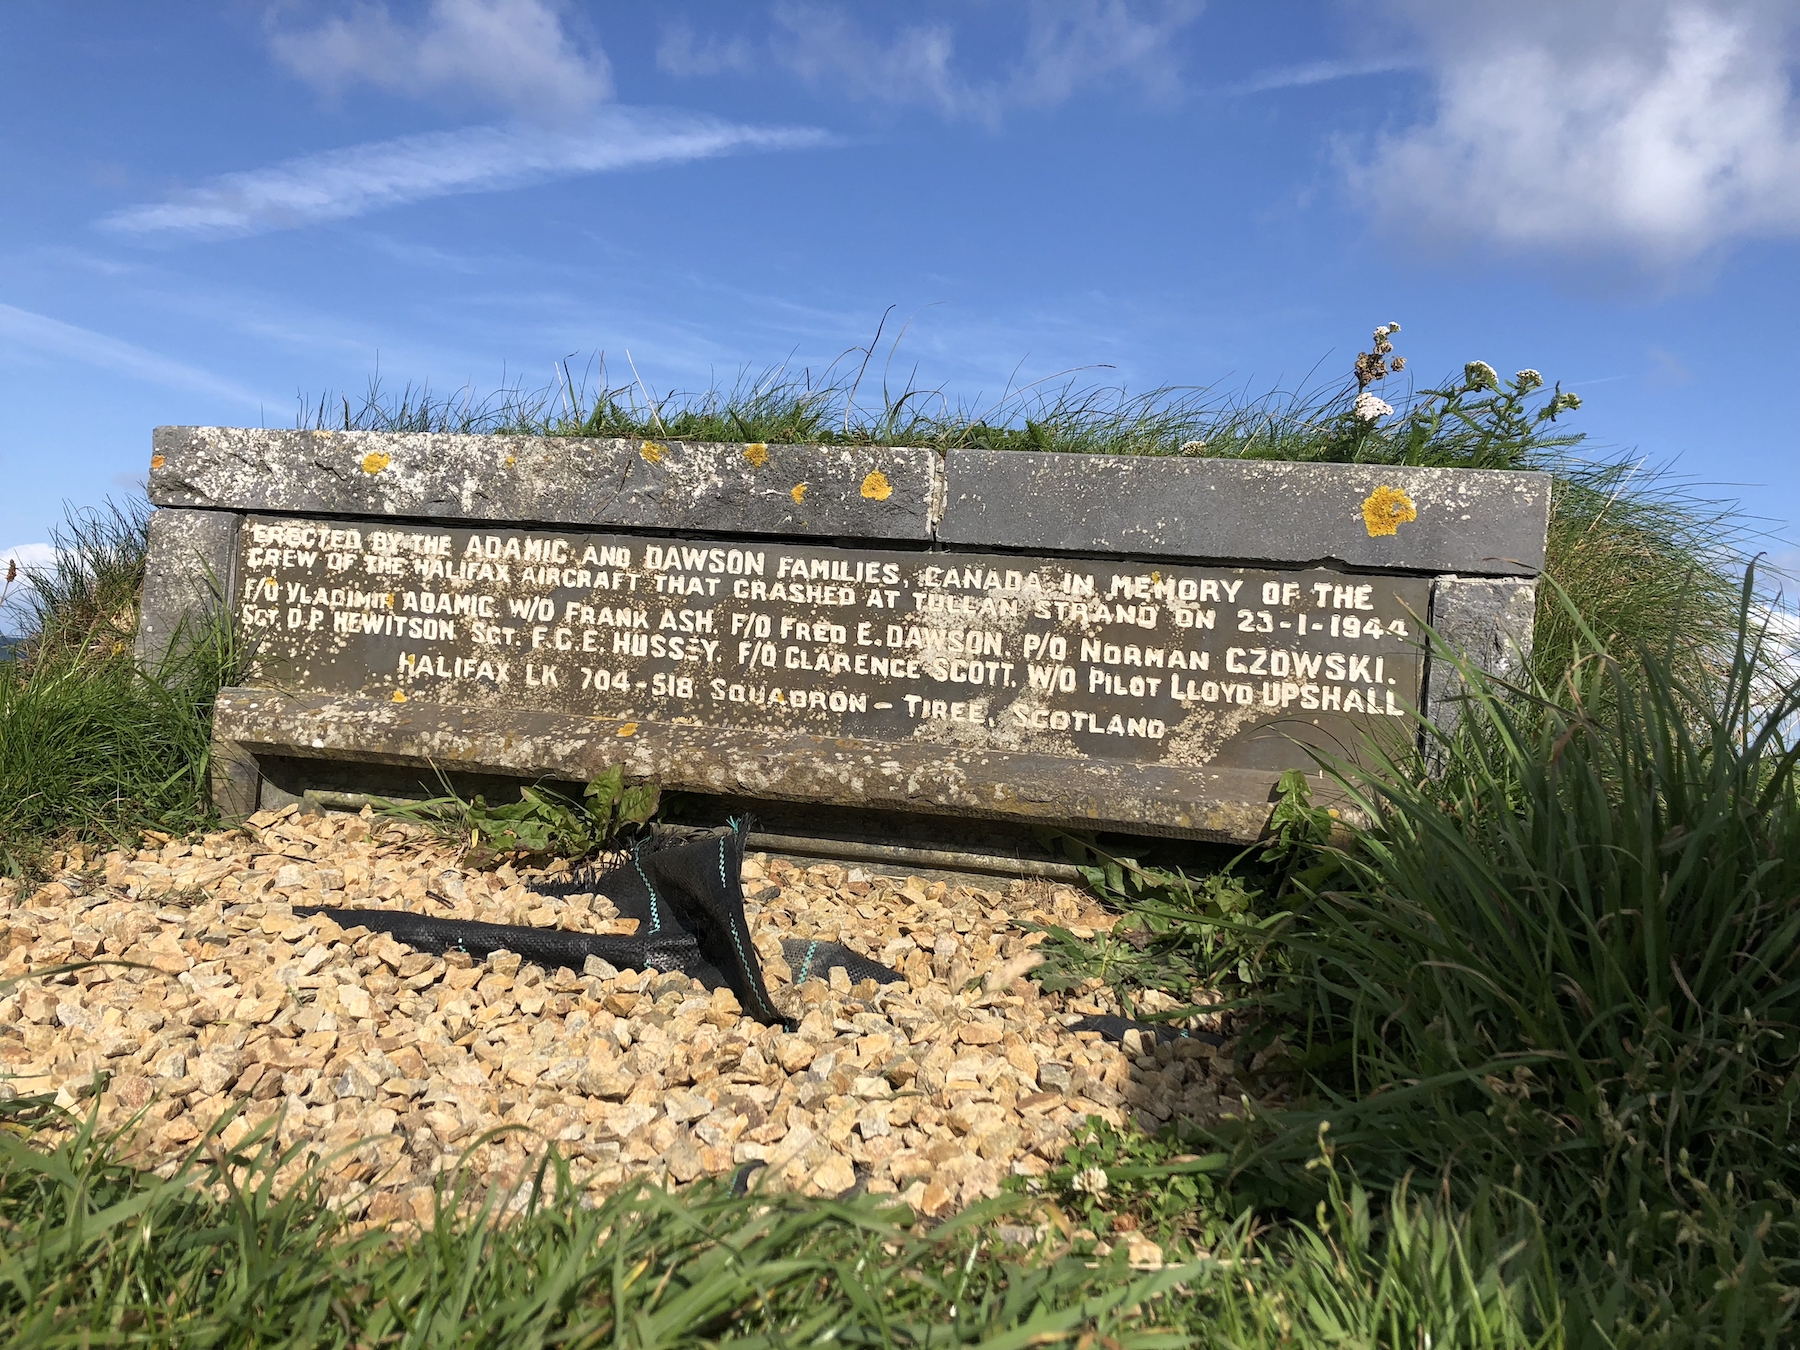 ERECTED BY THE ADAMIC AND DAWSON FAMILIES, CANADA IN MEMORY OF THE
CREW OF THE HALIFAX AIRCRAFT THAT CRASHED AT TULLAN STRAND ON 23-1-1944
F/O VLADIMIR ADAMIC, W/O FRANK ASH, F/O FRED E. DAWSON, P/O NORMAN CZOWSKI.
SGT. D.P. HEWITSON, SGT. F.G.E. HUSSEY, F/O CLARENCE SCOTT, W/O PILOT LLOYD UPSHALL
HALIFAX LK 704-518 SQUADRON - TIREE, SCOTLAND